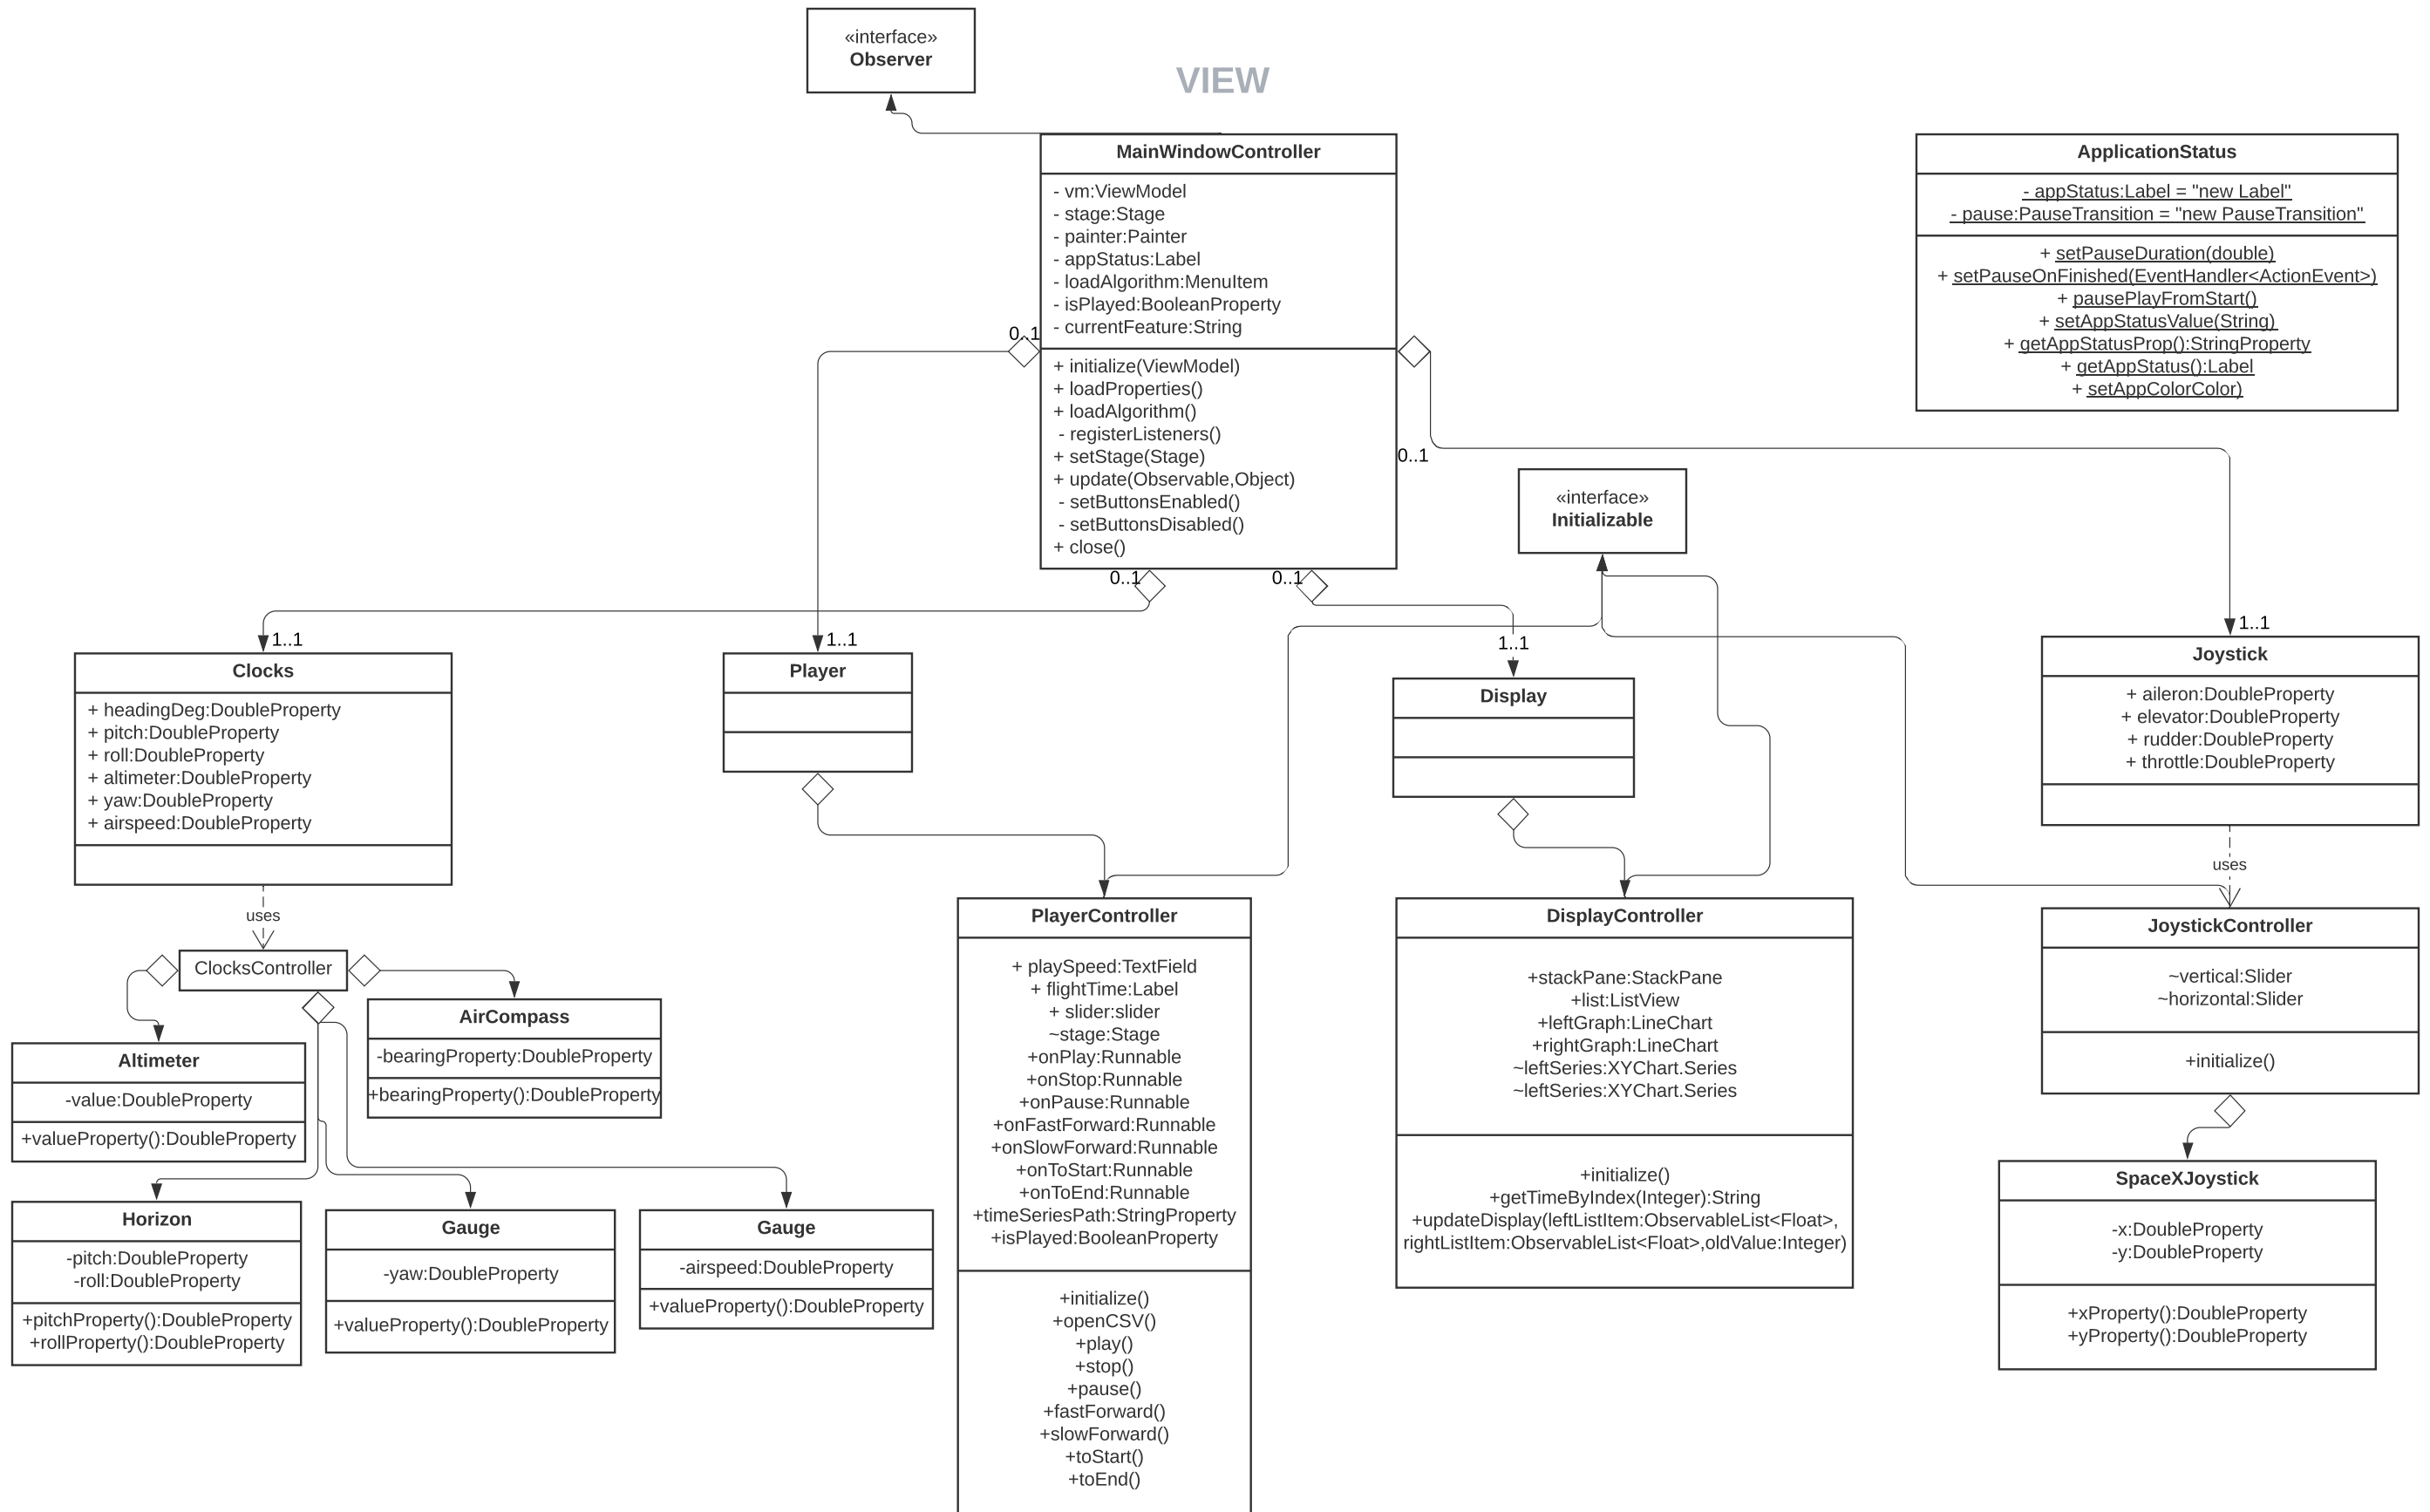 «interface»
Observer
VIEW
MainWindowController
- vm:ViewModel
- stage:Stage
- painter:Painter
- appStatus:Label
- loadAlgorithm:MenuItem
- isPlayed:BooleanProperty
- currentFeature:String
+ initialize(ViewModel)
+ loadProperties()
+ loadAlgorithm()
- registerListeners()
+ setStage(Stage)
+ update(Observable,Object)
- setButtonsEnabled()
- setButtonsDisabled()
+ close()
ApplicationStatus
- appStatus:Label = "new Label"
- pause:PauseTransition = "new PauseTransition"
+ setPauseDuration(double)
+ setPauseOnFinished(EventHandler<ActionEvent>)
+ pausePlayFromStart()
+ setAppStatusValue(String)
+ getAppStatusProp():StringProperty
+ getAppStatus():Label
+ setAppColorColor)
0..1
0..1
«interface»
Initializable
0..1
0..1
1..1
1..1
1..1
1..1
Clocks
+ headingDeg:DoubleProperty
+ pitch:DoubleProperty
+ roll:DoubleProperty
+ altimeter:DoubleProperty
+ yaw:DoubleProperty
+ airspeed:DoubleProperty
Player
Display
Joystick
+ aileron:DoubleProperty
+ elevator:DoubleProperty
+ rudder:DoubleProperty
+ throttle:DoubleProperty
uses
uses
ClocksController
AirCompass
-bearingProperty:DoubleProperty
+bearingProperty():DoubleProperty
Altimeter
-value:DoubleProperty
+valueProperty():DoubleProperty
Horizon
-pitch:DoubleProperty
-roll:DoubleProperty
+pitchProperty():DoubleProperty
+rollProperty():DoubleProperty
Gauge
-yaw:DoubleProperty
+valueProperty():DoubleProperty
Gauge
-airspeed:DoubleProperty
+valueProperty():DoubleProperty
PlayerController
+ playSpeed:TextField
+ flightTime:Label
+ slider:slider
~stage:Stage
+onPlay:Runnable
+onStop:Runnable
+onPause:Runnable
+onFastForward:Runnable
+onSlowForward:Runnable
+onToStart:Runnable
+onToEnd:Runnable
+timeSeriesPath:StringProperty
+isPlayed:BooleanProperty
+initialize()
+openCSV()
+play()
+stop()
+pause()
+fastForward()
+slowForward()
+toStart()
+toEnd()
DisplayController
+stackPane:StackPane
+list:ListView
+leftGraph:LineChart
+rightGraph:LineChart
~leftSeries:XYChart.Series
~leftSeries:XYChart.Series
+initialize()
+getTimeByIndex(Integer):String
+updateDisplay(leftListItem:ObservableList<Float>,
rightListItem:ObservableList<Float>,oldValue:Integer)
JoystickController
~vertical:Slider
~horizontal:Slider
+initialize()
SpaceXJoystick
-x:DoubleProperty
-y:DoubleProperty
+xProperty():DoubleProperty
+yProperty():DoubleProperty